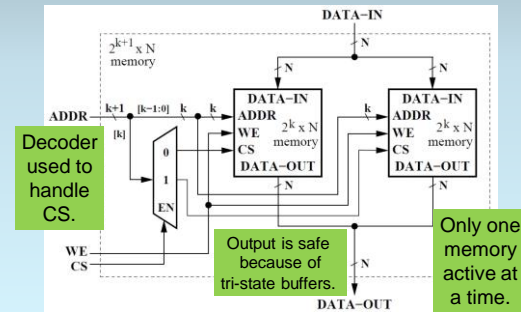 DATA−IN
2^k+1 x N
memory
N
N
N
ADDR
k+1
[k−1:0]
k
k
[k]
DATA−IN
ADDR
WE
2^k x N
CS
memory
DATA−OUT
k
DATA−IN
ADDR
WE
2^k x N
CS
memory
DATA−OUT
Decoder
used to
handle
CS.
0
1
EN
N
N
WE
CS
Output is safe
because of
tri-state buffers.
N
Only one
memory
active at
a time.
DATA−OUT